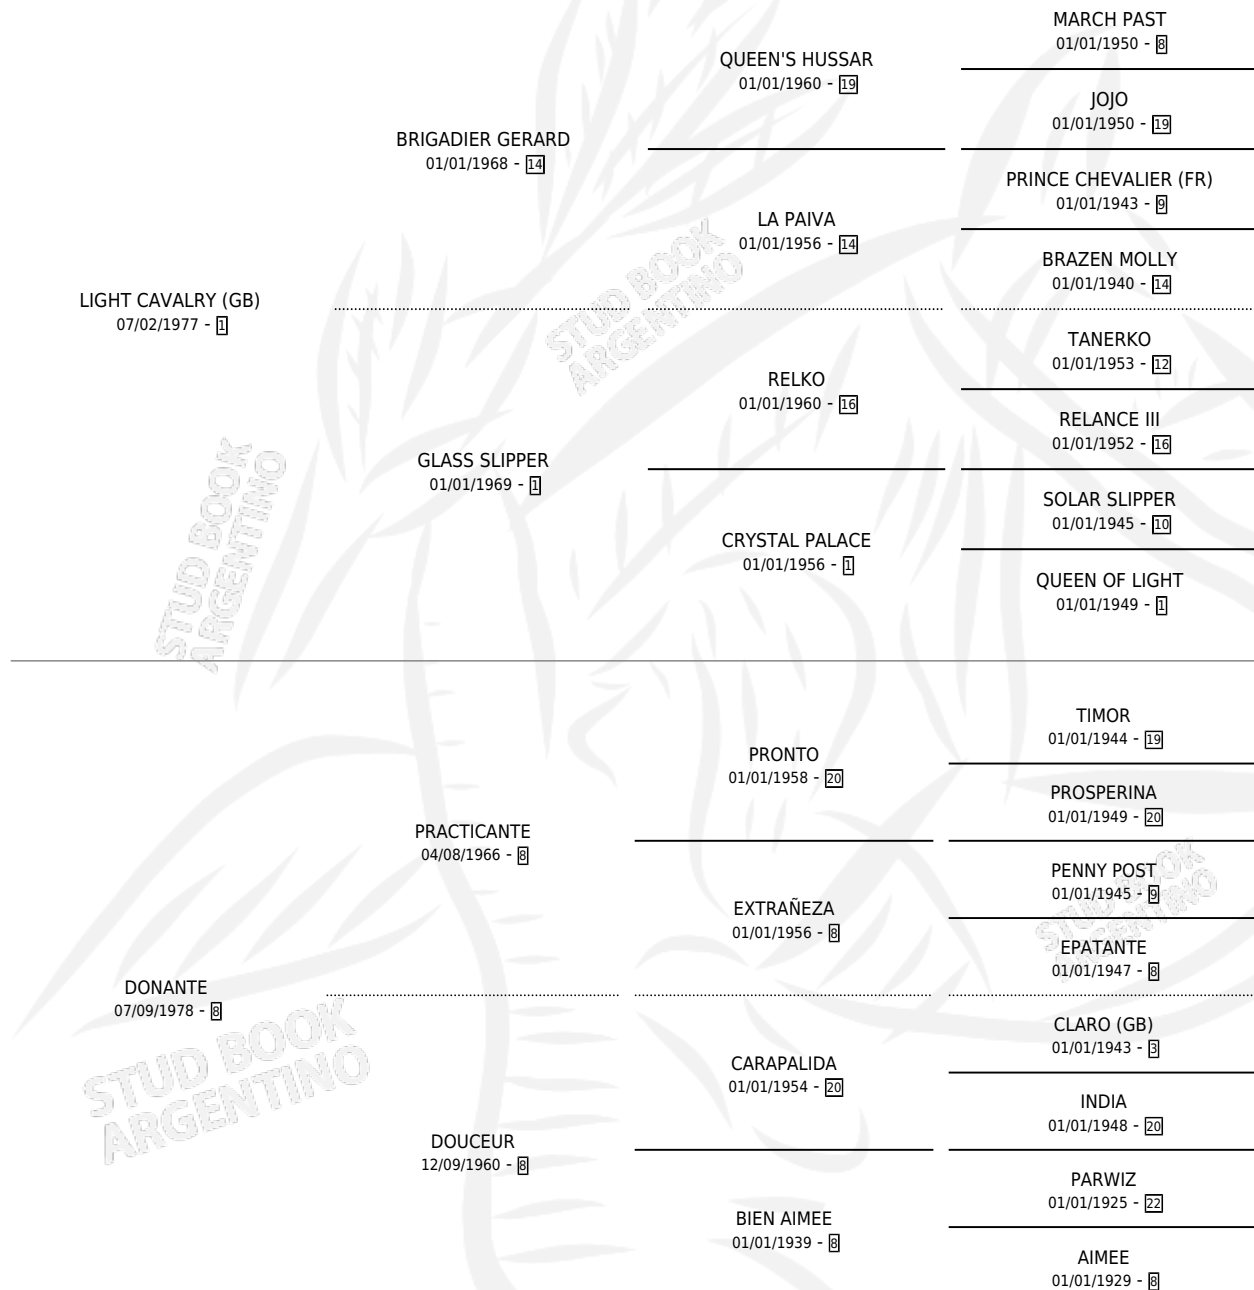 MARCH PAST
01/01/1950 - 8
QUEEN'S HUSSAR
01/01/1960 - 19
JOJO
01/01/1950 - 19
BRIGADIER GERARD
01/01/1968 - 14
PRINCE CHEVALIER (FR)
01/01/1943 - 9
LA PAIVA
01/01/1956 - 14
BRAZEN MOLLY
01/01/1940 - 14
LIGHT CAVALRY (GB)
07/02/1977 - 1
TANERKO
01/01/1953 - 12
RELKO
01/01/1960 - 16
RELANCE III
01/01/1952 - 16
GLASS SLIPPER
01/01/1969 - 1
SOLAR SLIPPER
01/01/1945 - 10
CRYSTAL PALACE
01/01/1956 - 1
QUEEN OF LIGHT
01/01/1949 - 1
TIMOR
01/01/1944 - 19
PRONTO
01/01/1958 - 20
PROSPERINA
01/01/1949 - 20
PRACTICANTE
04/08/1966 - 8
PENNY POST
01/01/1945 - 9
EXTRAÑEZA
01/01/1956 - 8
EPATANTE
01/01/1947 - 8
DONANTE
07/09/1978 - 8
CLARO (GB)
01/01/1943 - 3
CARAPALIDA
01/01/1954 - 20
INDIA
01/01/1948 - 20
DOUCEUR
12/09/1960 - 8
PARWIZ
01/01/1925 - 22
BIEN AIMEE
01/01/1939 - 8
AIMEE
01/01/1929 - 8
STUD BOOK
ARGENTINO
STUD BOOK
ARGENTINO
STUD BOOK
ARGENTINO
STUD BOOK
ARGENTINO